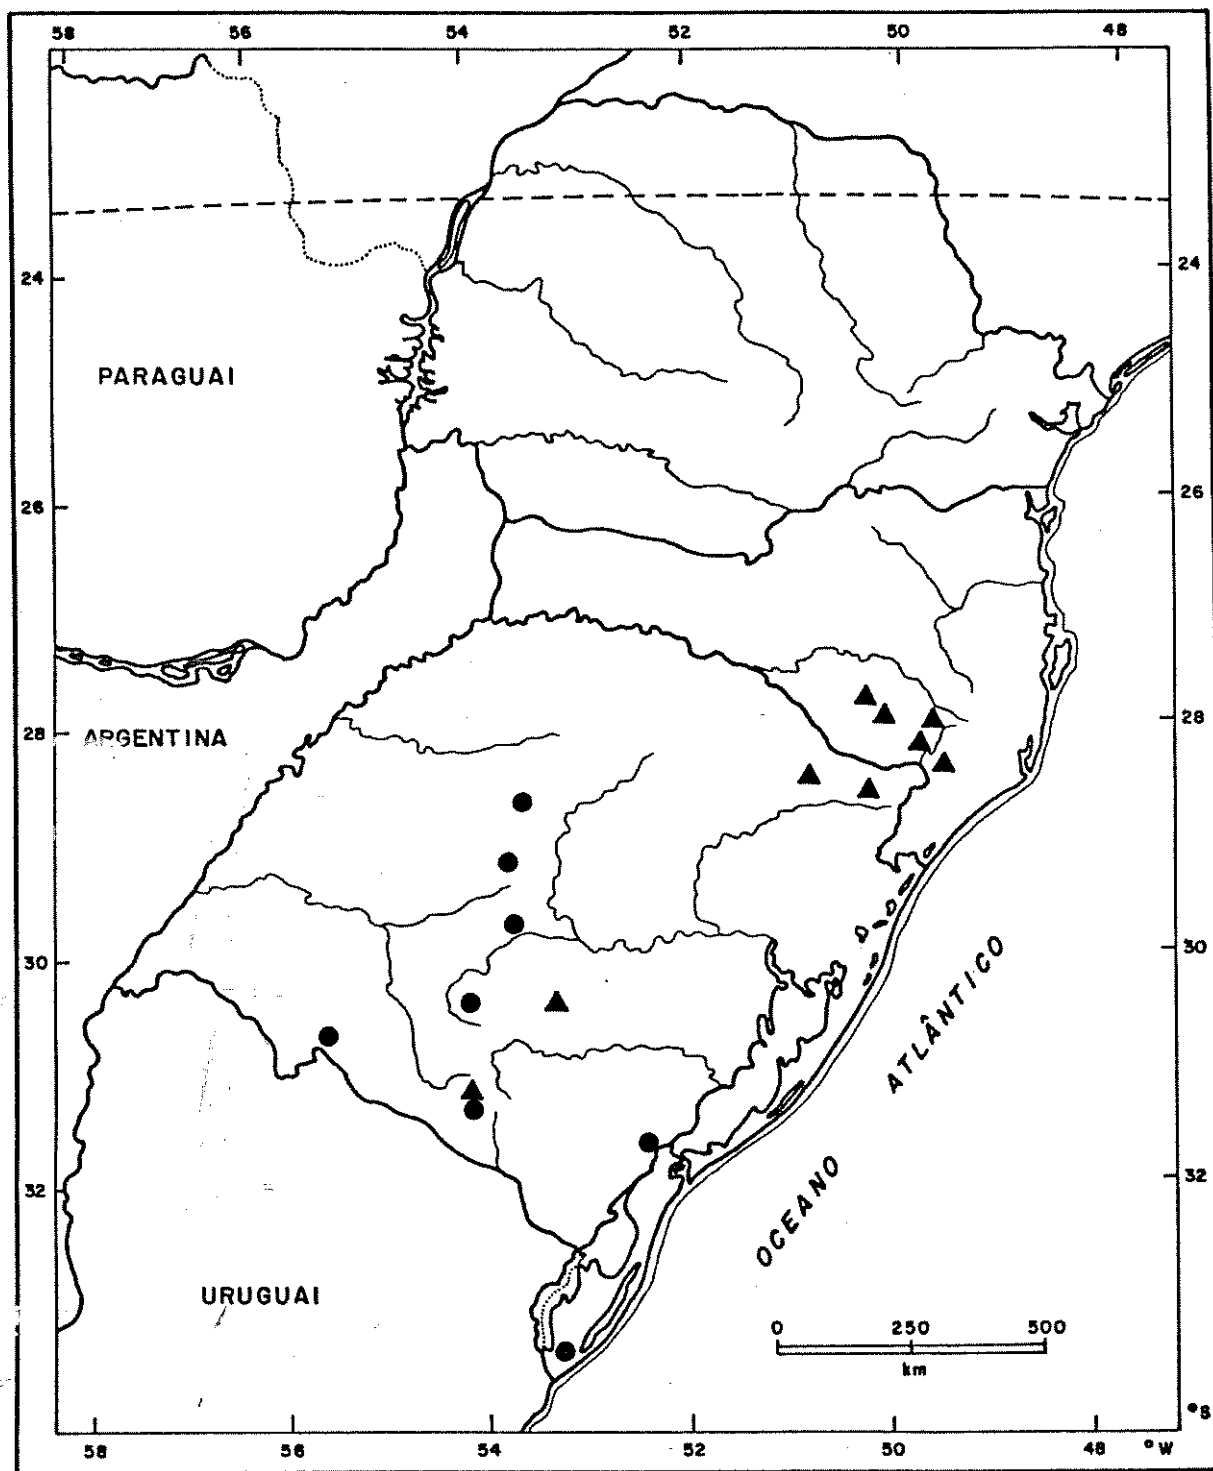 58 56 54 52 50 48
24 24
PARAGUAI
26 26
28 28
ARGENTINA
30 30
ATLÂNTICO
32 32
OCEANO
URUGUAI
0 250 500
km
°S
58 56 54 52 50 48 °W